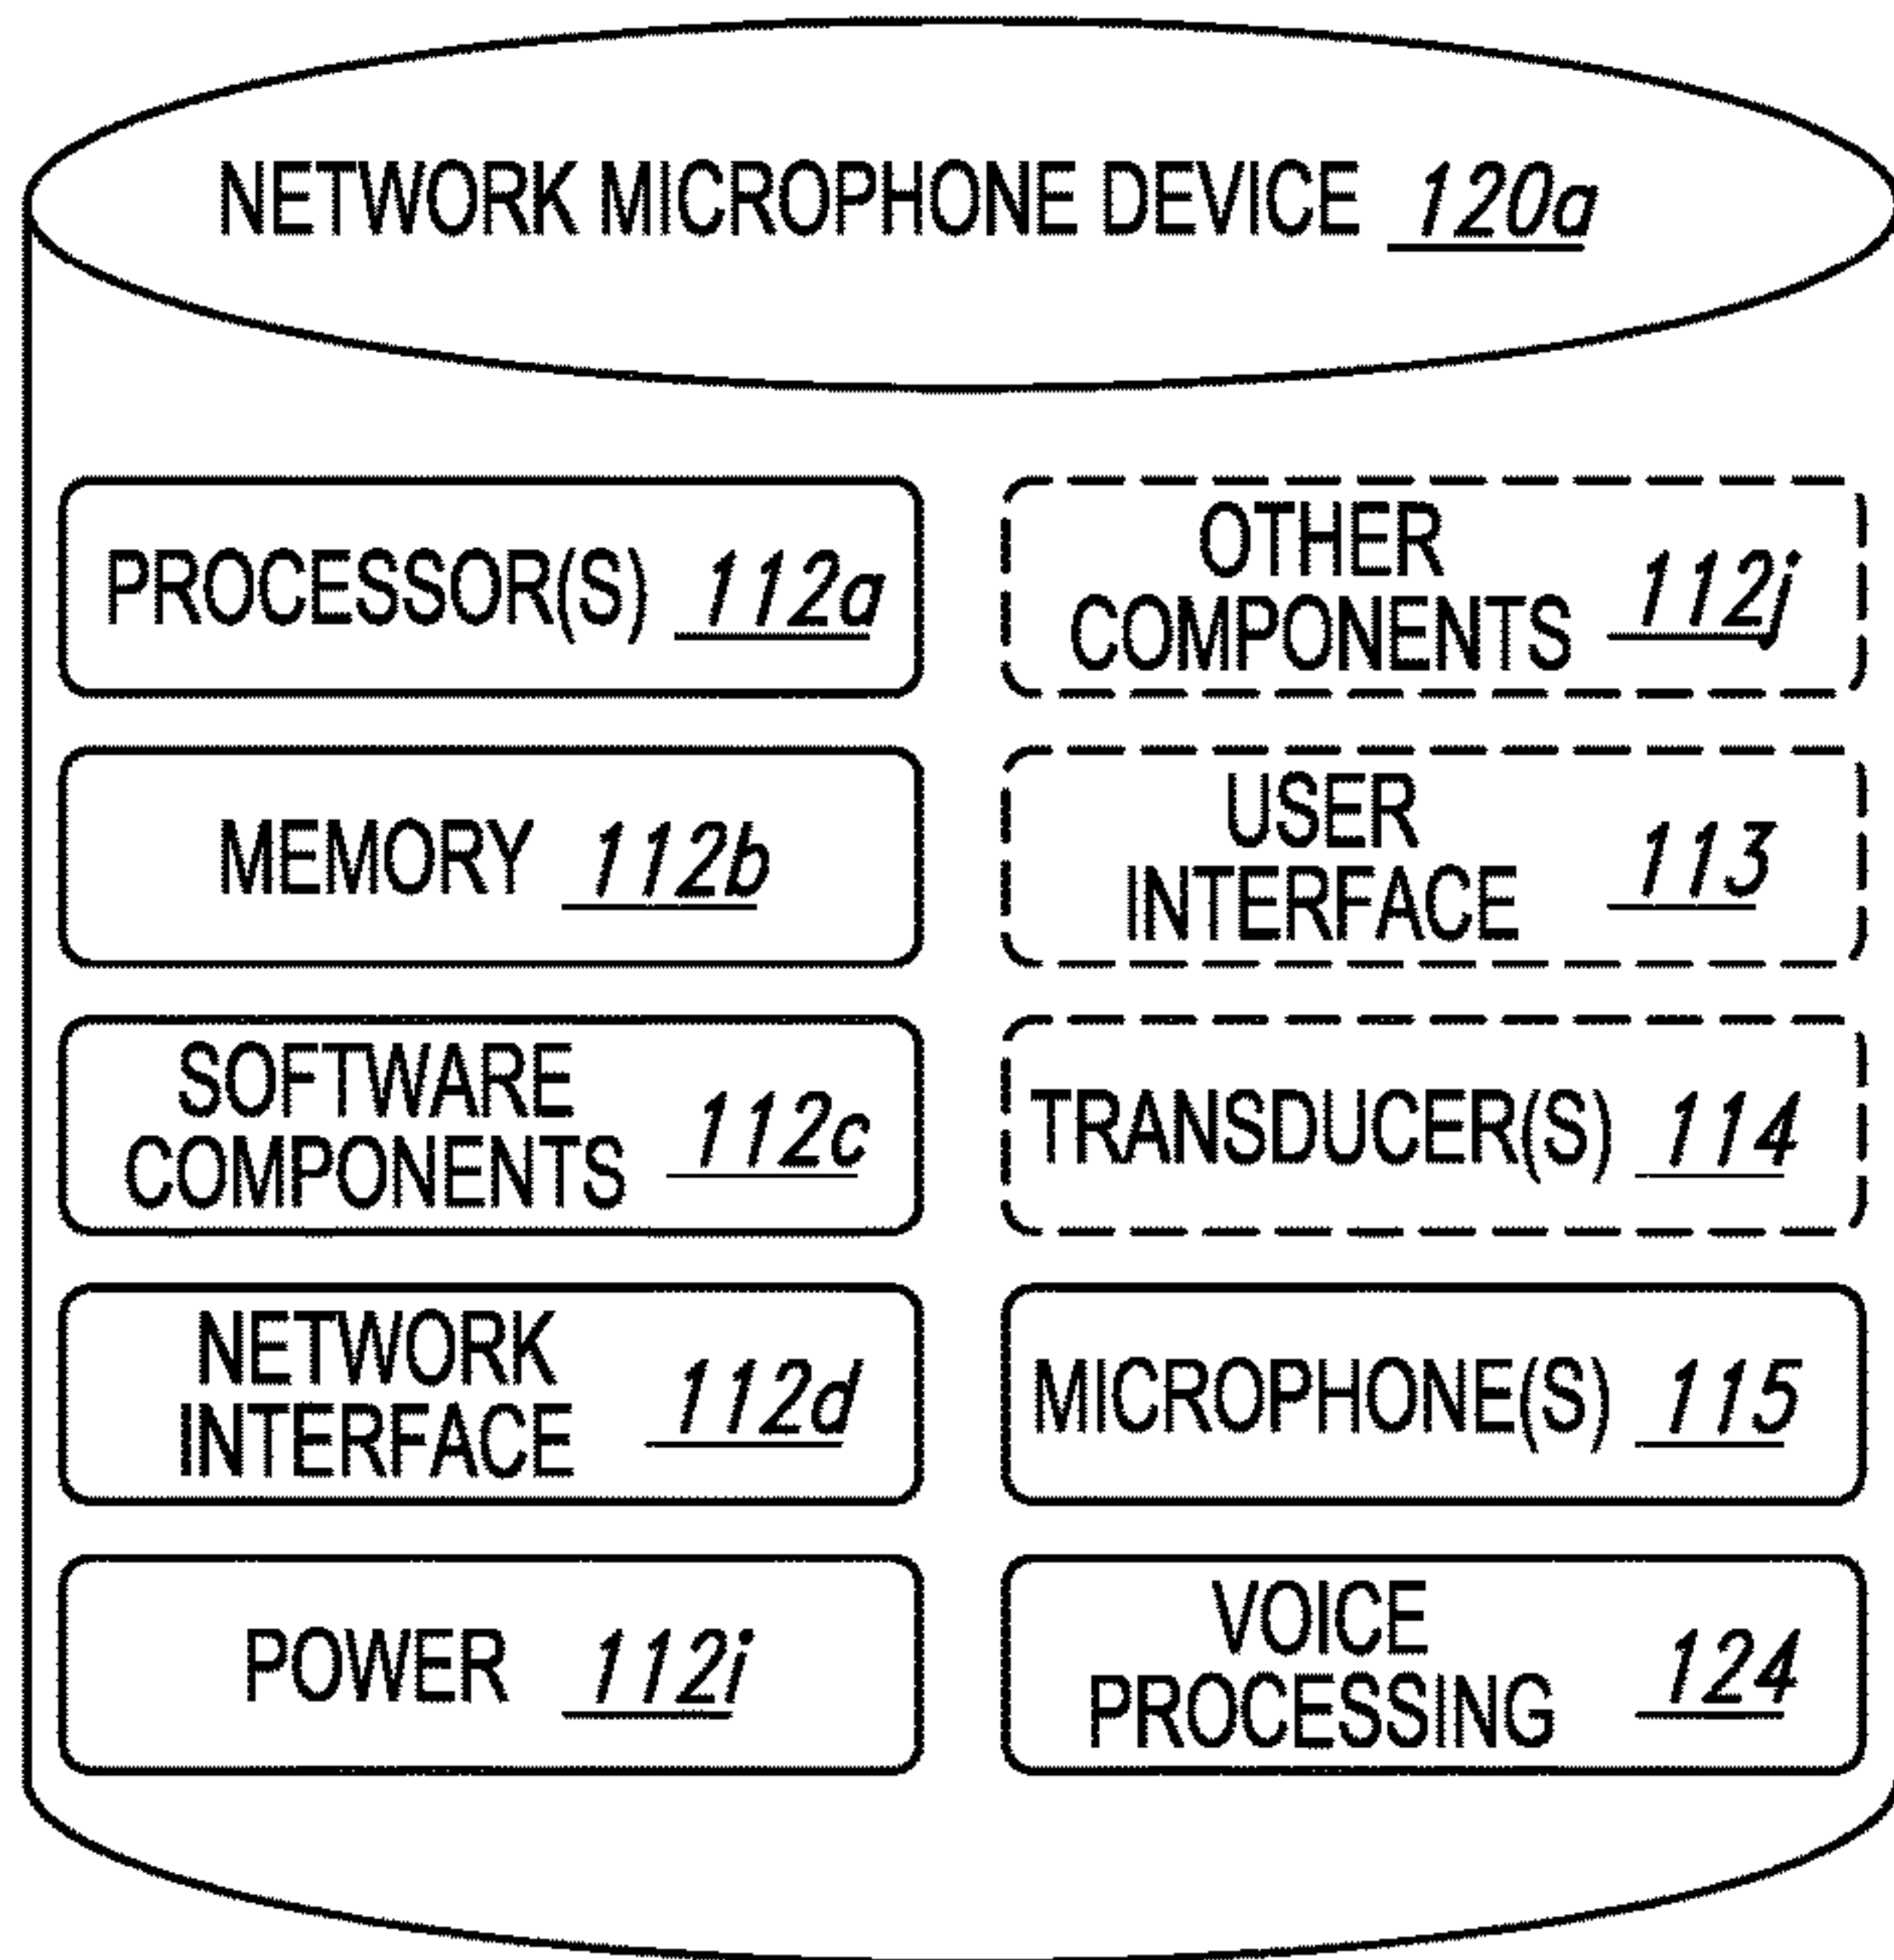 NETWORK MICROPHONE DEVICE 120a
PROCESSOR(S) 112a
MEMORY 112b
SOFTWARE
COMPONENTS 112c
NETWORK
INTERFACE 112d
POWER 112i
OTHER
COMPONENTS 112j
USER
INTERFACE 113
TRANSDUCER(S) 114
MICROPHONE(S) 115
VOICE
PROCESSING 124